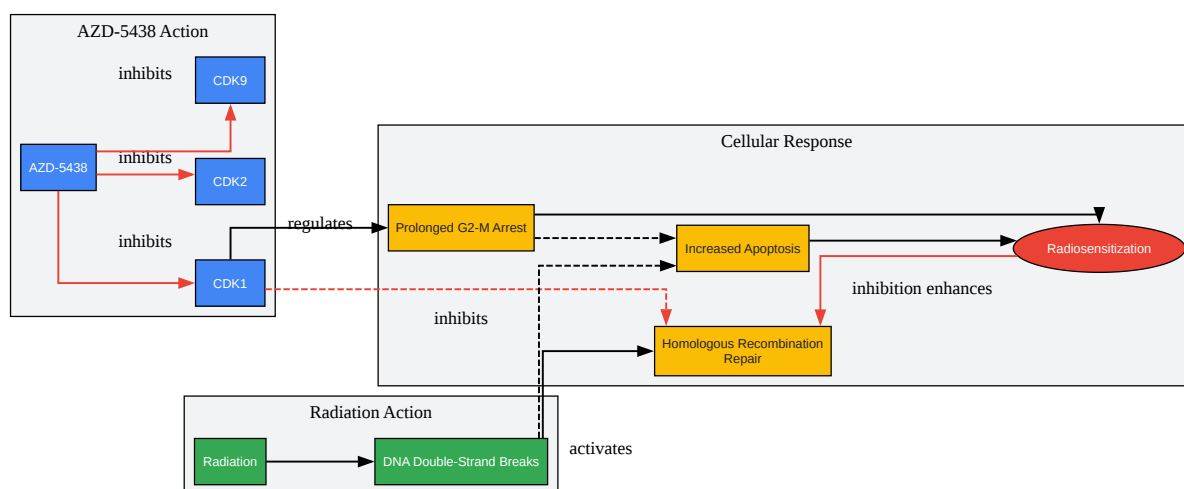 AZD-5438 Action
inhibits
CDK9
AZD-5438
inhibits
CDK2
inhibits
CDK1
regulates
Cellular Response
Prolonged G2-M Arrest
Increased Apoptosis
Radiosensitization
inhibition enhances
inhibits
Homologous Recombination
Repair
Radiation Action
Radiation
DNA Double-Strand Breaks
activates